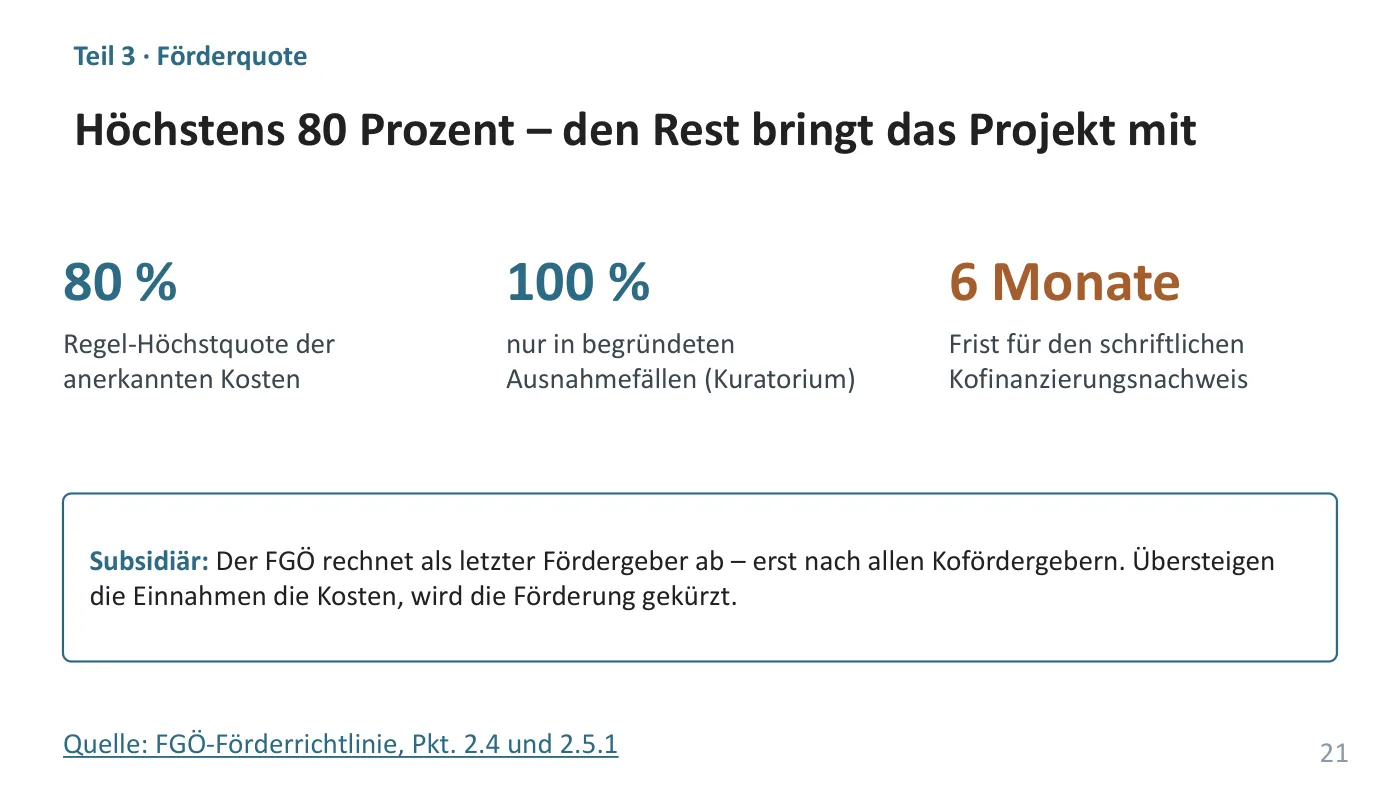 Teil 3 · Förderquote
Höchstens 80 Prozent – den Rest bringt das Projekt mit
80 %
Regel-Höchstquote der
anerkannten Kosten
100 %
nur in begründeten
Ausnahmefällen (Kuratorium)
6 Monate
Frist für den schriftlichen
Kofinanzierungsnachweis
Subsidiär: Der FGÖ rechnet als letzter Fördergeber ab – erst nach allen Kofördergebern. Übersteigen
die Einnahmen die Kosten, wird die Förderung gekürzt.
Quelle: FGÖ-Förderrichtlinie, Pkt. 2.4 und 2.5.1
21